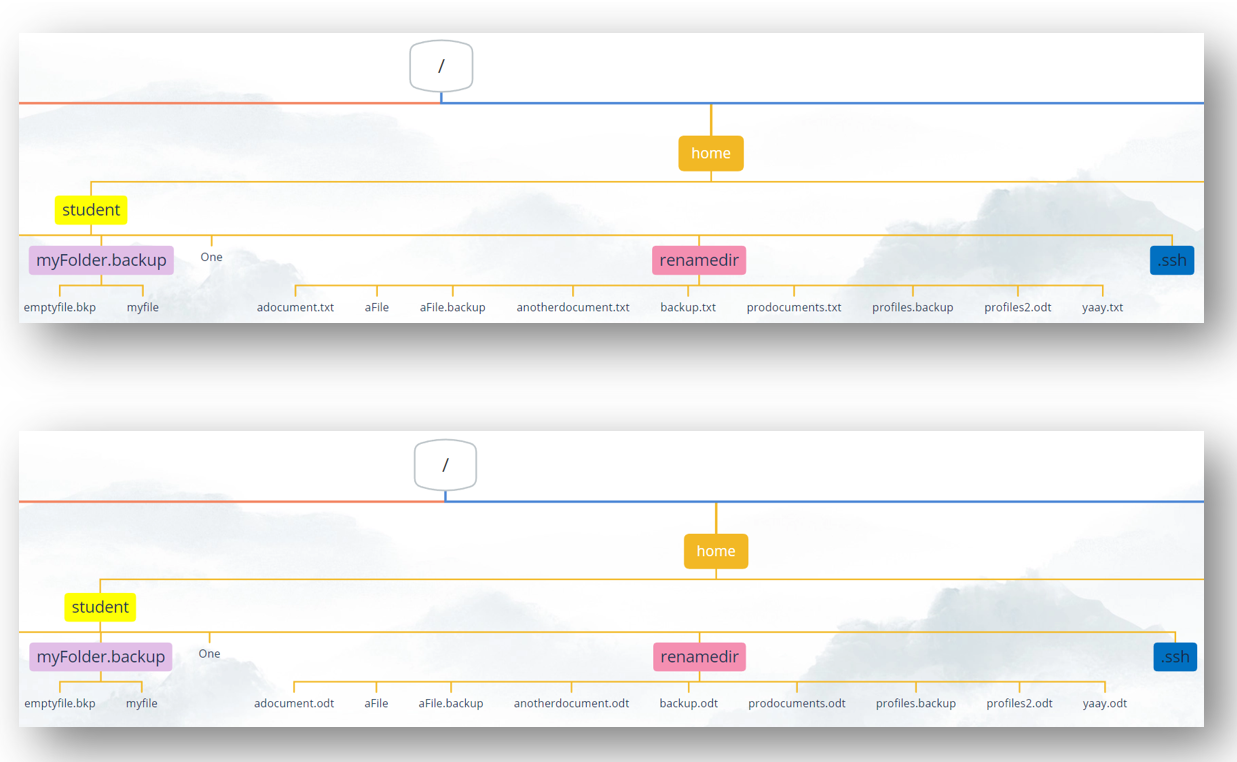 /
home
student
myFolder.backup One renamedir .ssh
emptyfile.bkp myfile adocument.txt aFile aFile.backup anotherdocument.txt backup.txt prodocuments.txt profiles.backup profiles2.odt yaay.txt
/
home
student
myFolder.backup One renamedir .ssh
emptyfile.bkp myfile adocument.odt aFile aFile.backup anotherdocument.odt backup.odt prodocuments.odt profiles.backup profiles2.odt yaay.odt